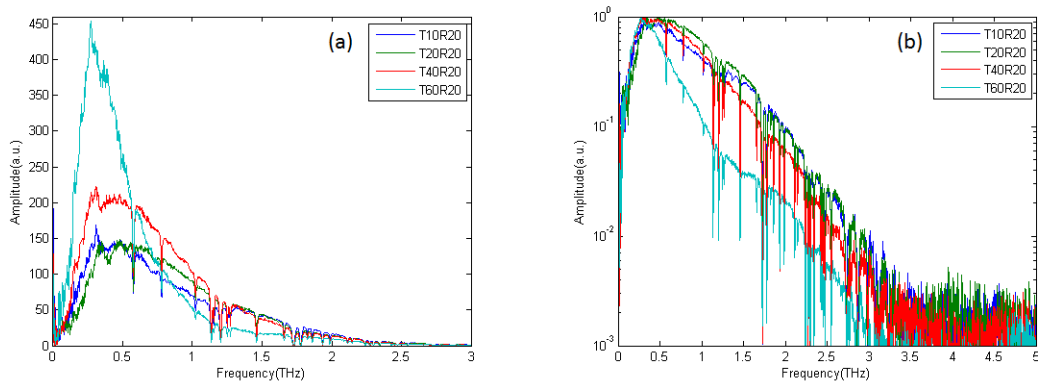 (a)
T10R20
T20R20
T40R20
T60R20
Amplitude(a.u.)
450
400
350
300
250
200
150
100
50
0
0 0.5 1 1.5 2 2.5 3
Frequency(THz)
(b)
T10R20
T20R20
T40R20
T60R20
Amplitude(a.u.)
10^0
10^-1
10^-2
10^-3
0 0.5 1 1.5 2 2.5 3 3.5 4 4.5 5
Frequency(THz)